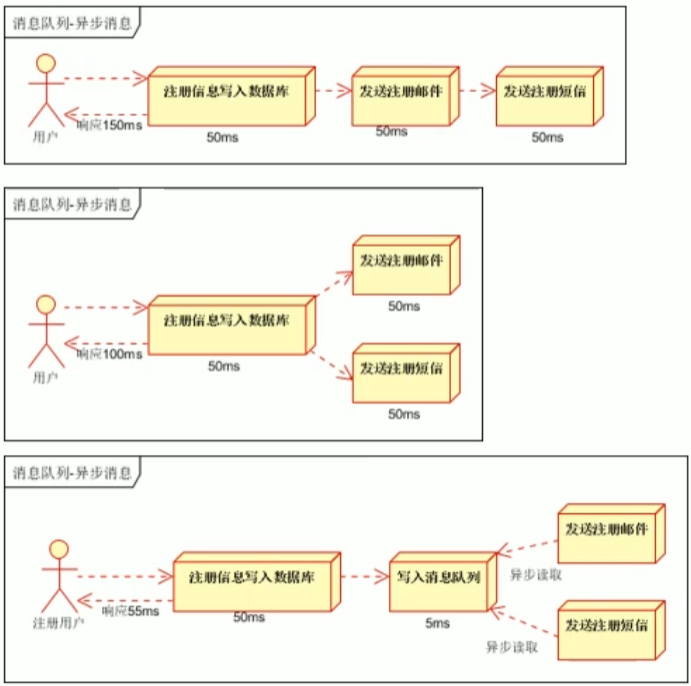 消息队列-异步消息
注册信息写入数据库
发送注册邮件
发送注册短信
响应150ms
用户
50ms
50ms
50ms
消息队列-异步消息
发送注册邮件
50ms
注册信息写入数据库
响应100ms
用户
50ms
发送注册短信
50ms
消息队列-异步消息
发送注册邮件
异步读取
注册信息写入数据库
写入消息队列
响应55ms
注册用户
50ms
5ms
发送注册短信
异步读取